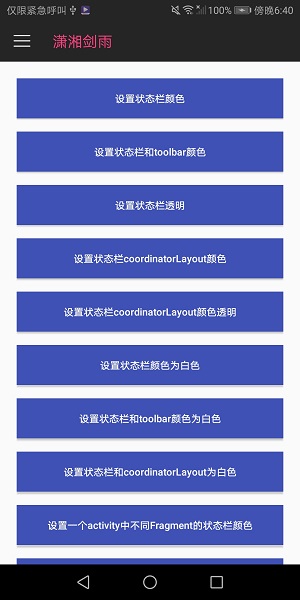 仅限紧急呼叫 100% 傍晚6:40
潇湘剑雨
设置状态栏颜色
设置状态栏和toolbar颜色
设置状态栏透明
设置状态栏coordinatorLayout颜色
设置状态栏coordinatorLayout颜色透明
设置状态栏颜色为白色
设置状态栏和toolbar颜色为白色
设置状态栏和coordinatorLayout为白色
设置一个activity中不同Fragment的状态栏颜色